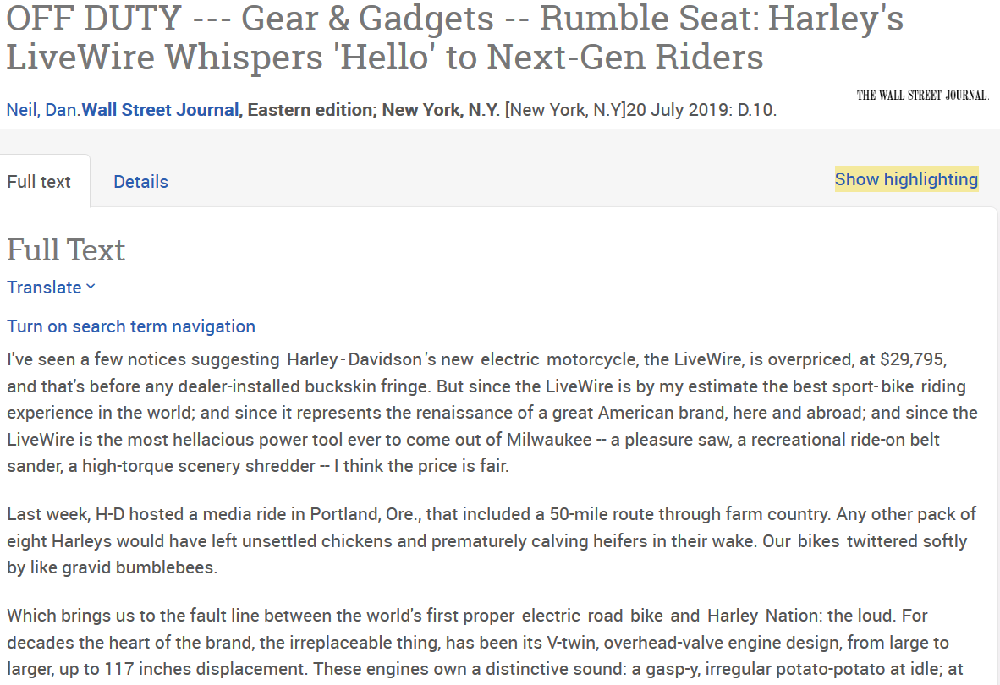 OFF DUTY --- Gear & Gadgets -- Rumble Seat: Harley's
LiveWire Whispers 'Hello' to Next-Gen Riders
Neil, Dan.Wall Street Journal, Eastern edition; New York, N.Y. [New York, N.Y]20 July 2019: D.10.
THE WALL STREET JOURNAL.
Full text
Details
Show highlighting
Full Text
Translate
Turn on search term navigation
I've seen a few notices suggesting Harley-Davidson's new electric motorcycle, the LiveWire, is overpriced, at $29,795,
and that's before any dealer-installed buckskin fringe. But since the LiveWire is by my estimate the best sport-bike riding
experience in the world; and since it represents the renaissance of a great American brand, here and abroad; and since the
LiveWire is the most hellacious power tool ever to come out of Milwaukee -- a pleasure saw, a recreational ride-on belt
sander, a high-torque scenery shredder -- I think the price is fair.
Last week, H-D hosted a media ride in Portland, Ore., that included a 50-mile route through farm country. Any other pack of
eight Harleys would have left unsettled chickens and prematurely calving heifers in their wake. Our bikes twittered softly
by like gravid bumblebees.
Which brings us to the fault line between the world's first proper electric road bike and Harley Nation: the loud. For
decades the heart of the brand, the irreplaceable thing, has been its V-twin, overhead-valve engine design, from large to
larger, up to 117 inches displacement. These engines own a distinctive sound: a gasp-y, irregular potato-potato at idle; at